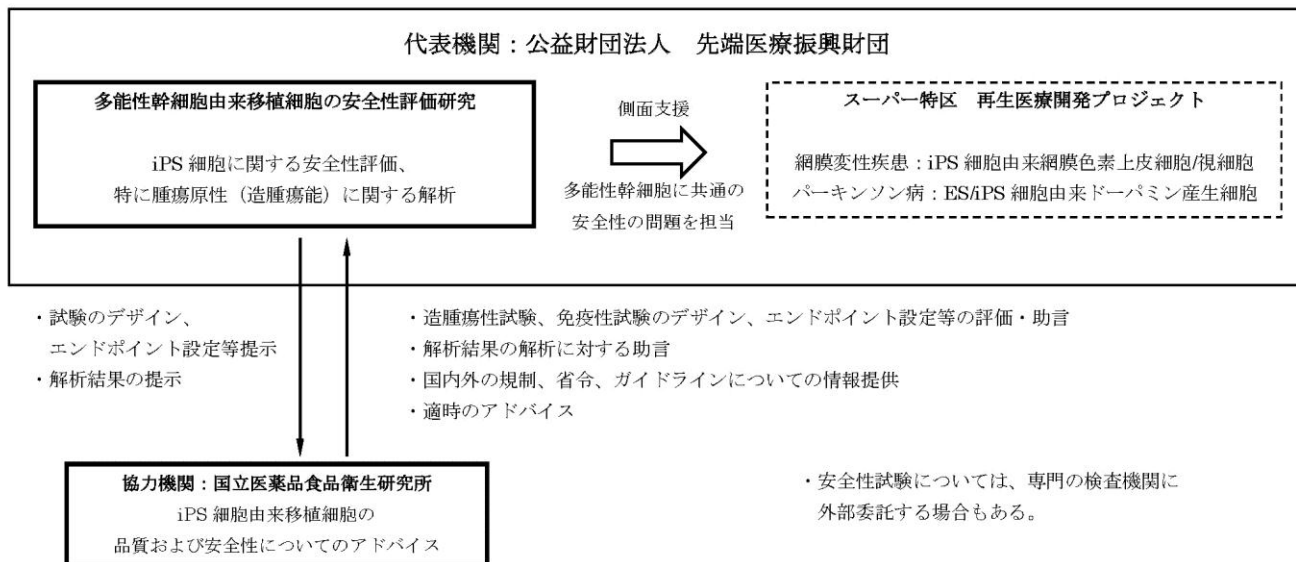 代表機関：公益財団法人　先端医療振興財団
多能性幹細胞由来移植細胞の安全性評価研究
iPS 細胞に関する安全性評価、
特に腫瘍原性（造腫瘍能）に関する解析
側面支援
多能性幹細胞に共通の
安全性の問題を担当
スーパー特区　再生医療開発プロジェクト
網膜変性疾患：iPS 細胞由来網膜色素上皮細胞/視細胞
パーキンソン病：ES/iPS 細胞由来ドーパミン産生細胞
・試験のデザイン、
エンドポイント設定等提示
・解析結果の提示
・造腫瘍性試験、免疫性試験のデザイン、エンドポイント設定等の評価・助言
・解析結果の解析に対する助言
・国内外の規制、省令、ガイドラインについての情報提供
・適時のアドバイス
協力機関：国立医薬品食品衛生研究所
iPS 細胞由来移植細胞の
品質および安全性についてのアドバイス
・安全性試験については、専門の検査機関に
外部委託する場合もある。